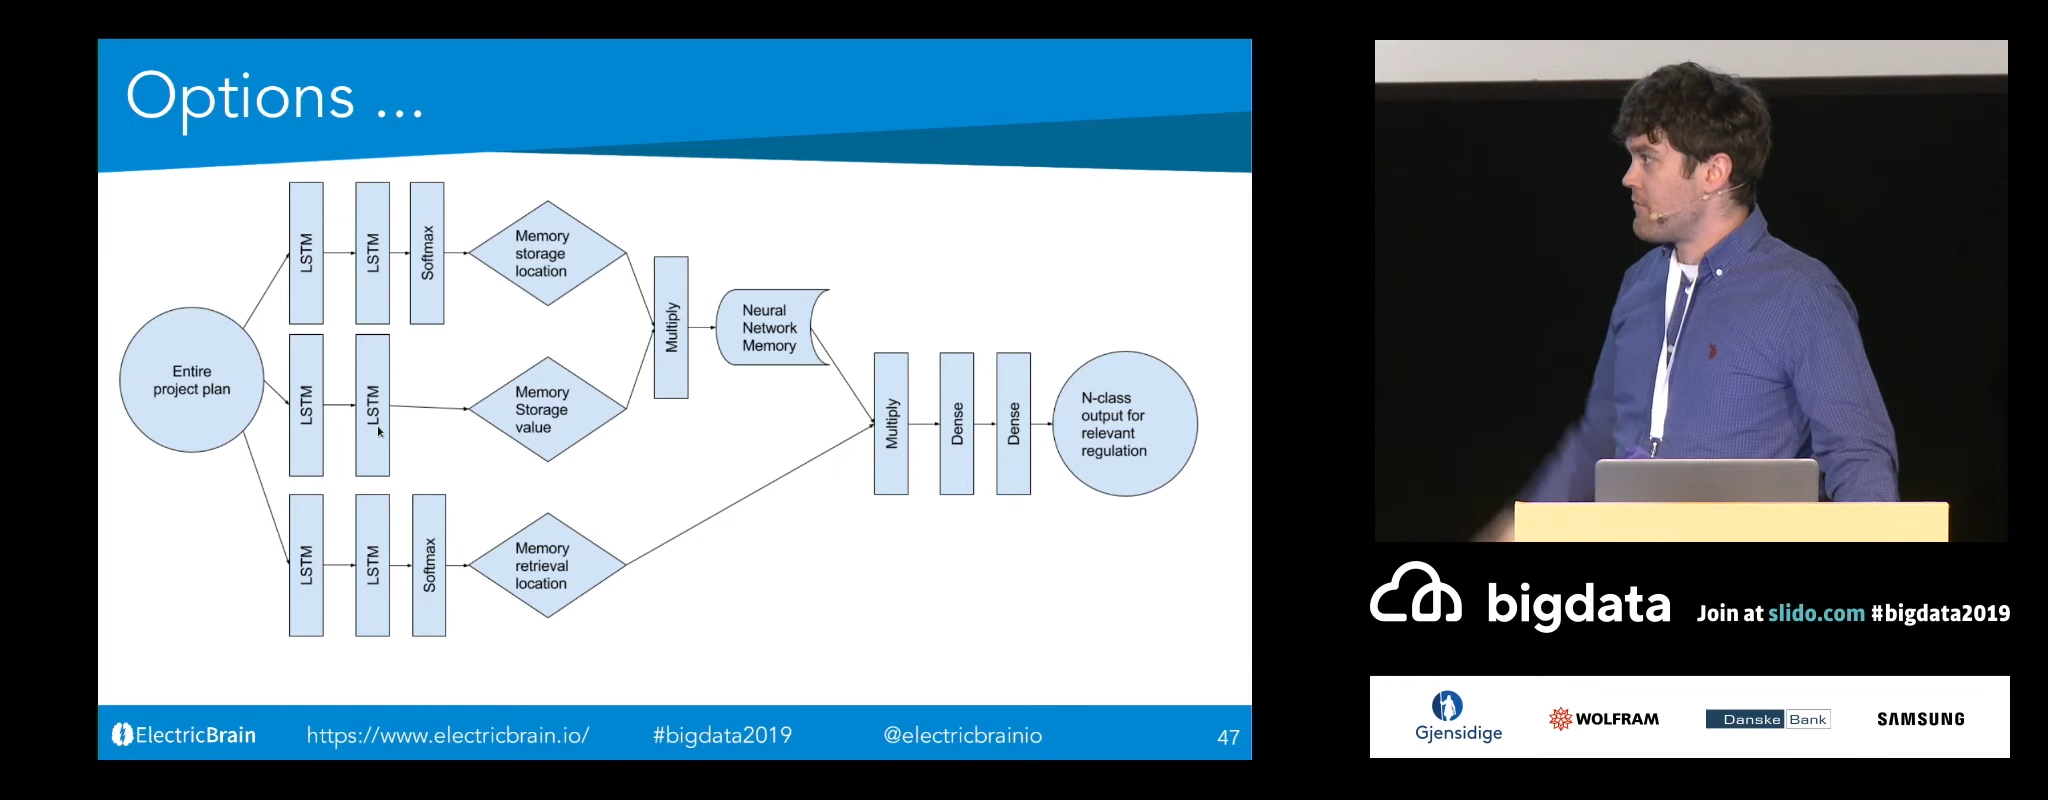 Options ...
LSTM
LSTM
Softmax
Memory
storage
location
Entire
project plan
LSTM
LSTM
Memory
Storage
value
Multiply
Neural
Network
Memory
LSTM
LSTM
Softmax
Memory
retrieval
location
Multiply
Dense
Dense
N-class
output for
relevant
regulation
ElectricBrain
https://www.electricbrain.io/
#bigdata2019
@electricbrainio
47
bigdata
Join at slido.com #bigdata2019
Gjensidige
WOLFRAM
Danske Bank
SAMSUNG